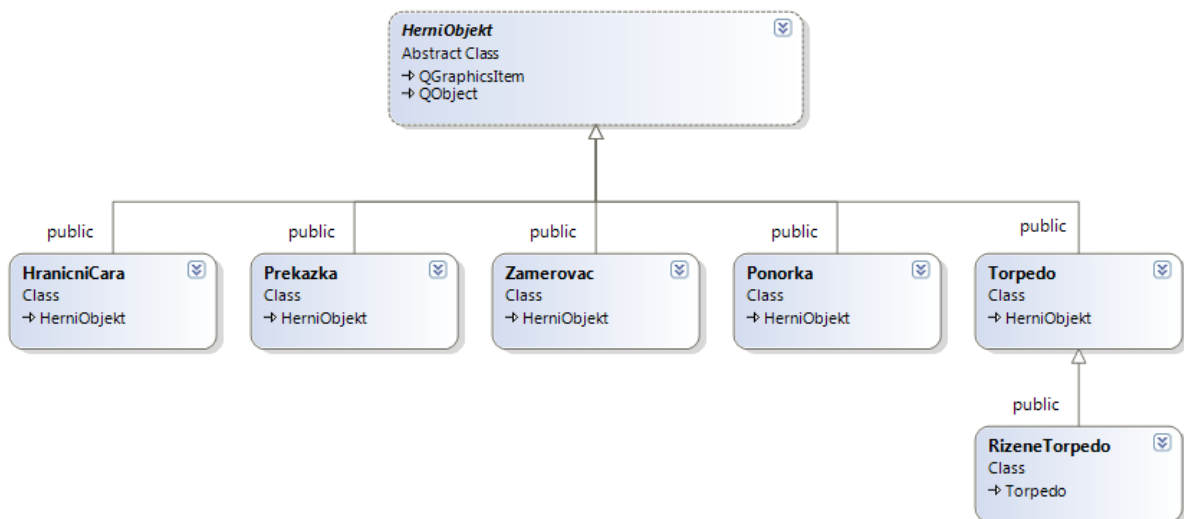 HerniObjekt
Abstract Class
QGraphicsItem
QObject
public
public
public
public
public
HranicniCara
Class
HerniObjekt
Prekazka
Class
HerniObjekt
Zamerovac
Class
HerniObjekt
Ponorka
Class
HerniObjekt
Torpedo
Class
HerniObjekt
public
RizeneTorpedo
Class
Torpedo